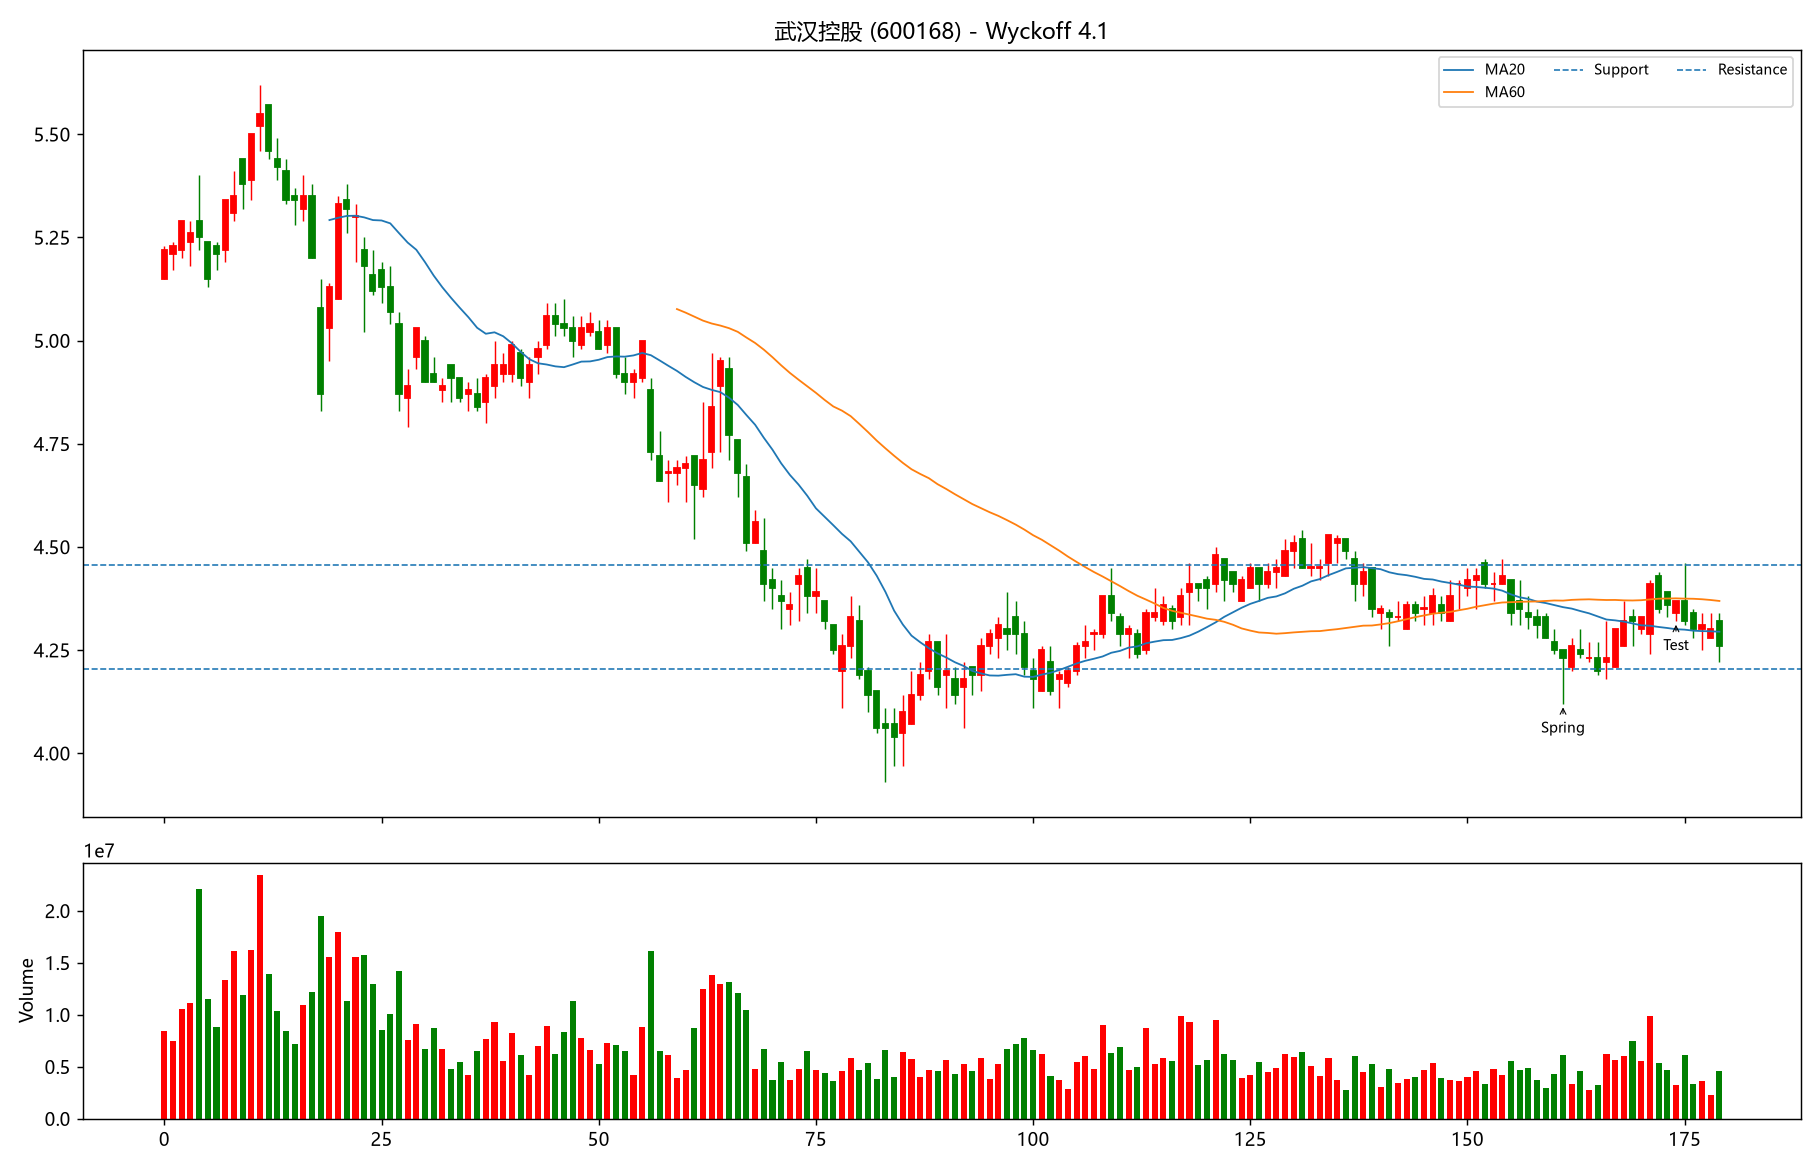 武汉控股 (600168) - Wyckoff 4.1
MA20
MA60
Support
Resistance
5.50
5.25
5.00
4.75
4.50
4.25
4.00
Test
Spring
1e7
Volume
2.0
1.5
1.0
0.5
0.0
0
25
50
75
100
125
150
175